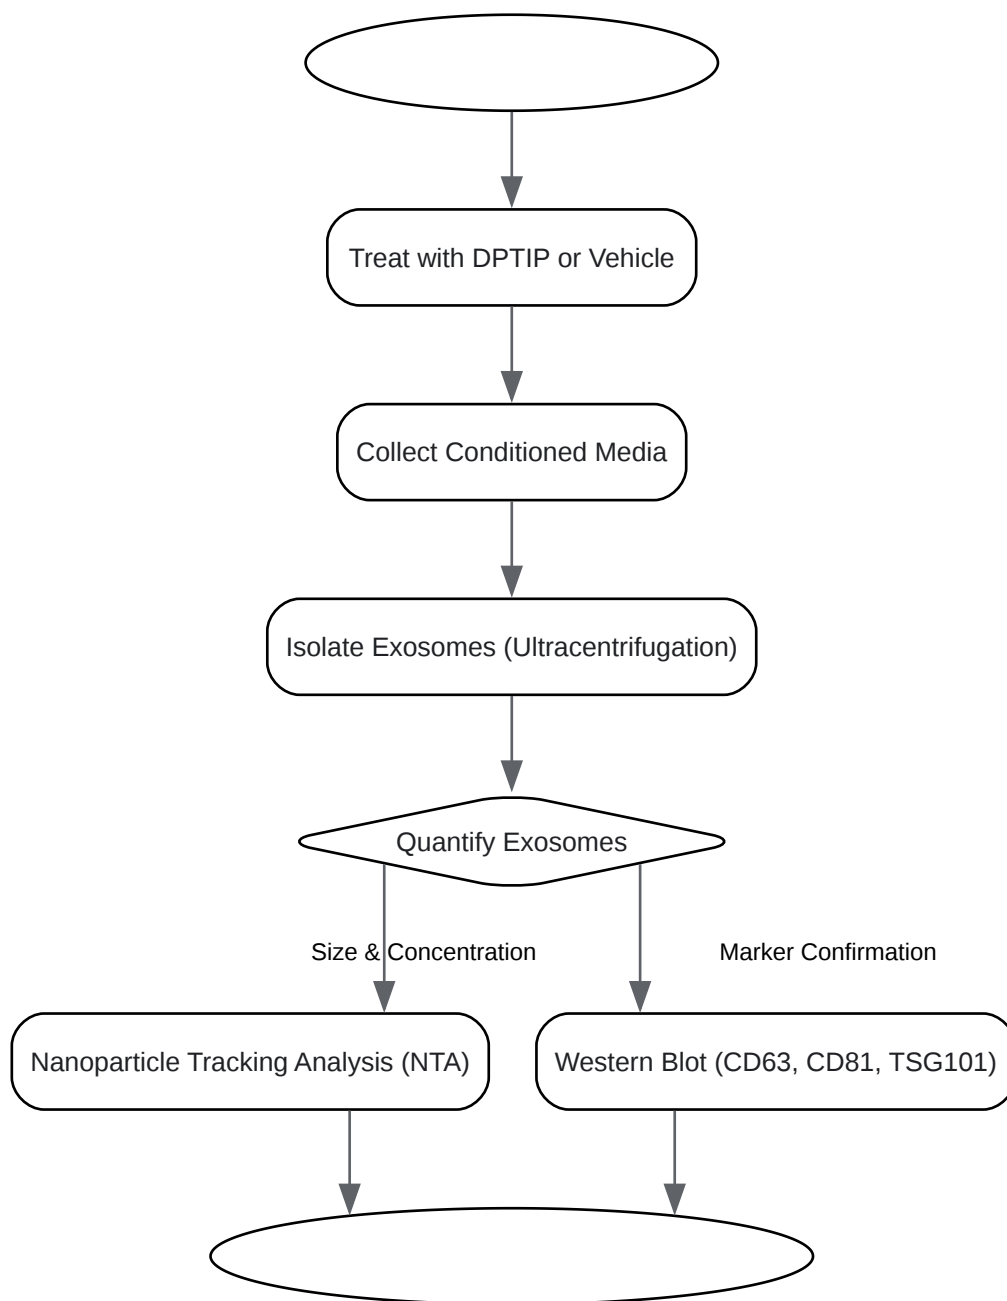 Treat with DPTIP or Vehicle
Collect Conditioned Media
Isolate Exosomes (Ultracentrifugation)
Quantify Exosomes
Size & Concentration
Marker Confirmation
Nanoparticle Tracking Analysis (NTA)
Western Blot (CD63, CD81, TSG101)